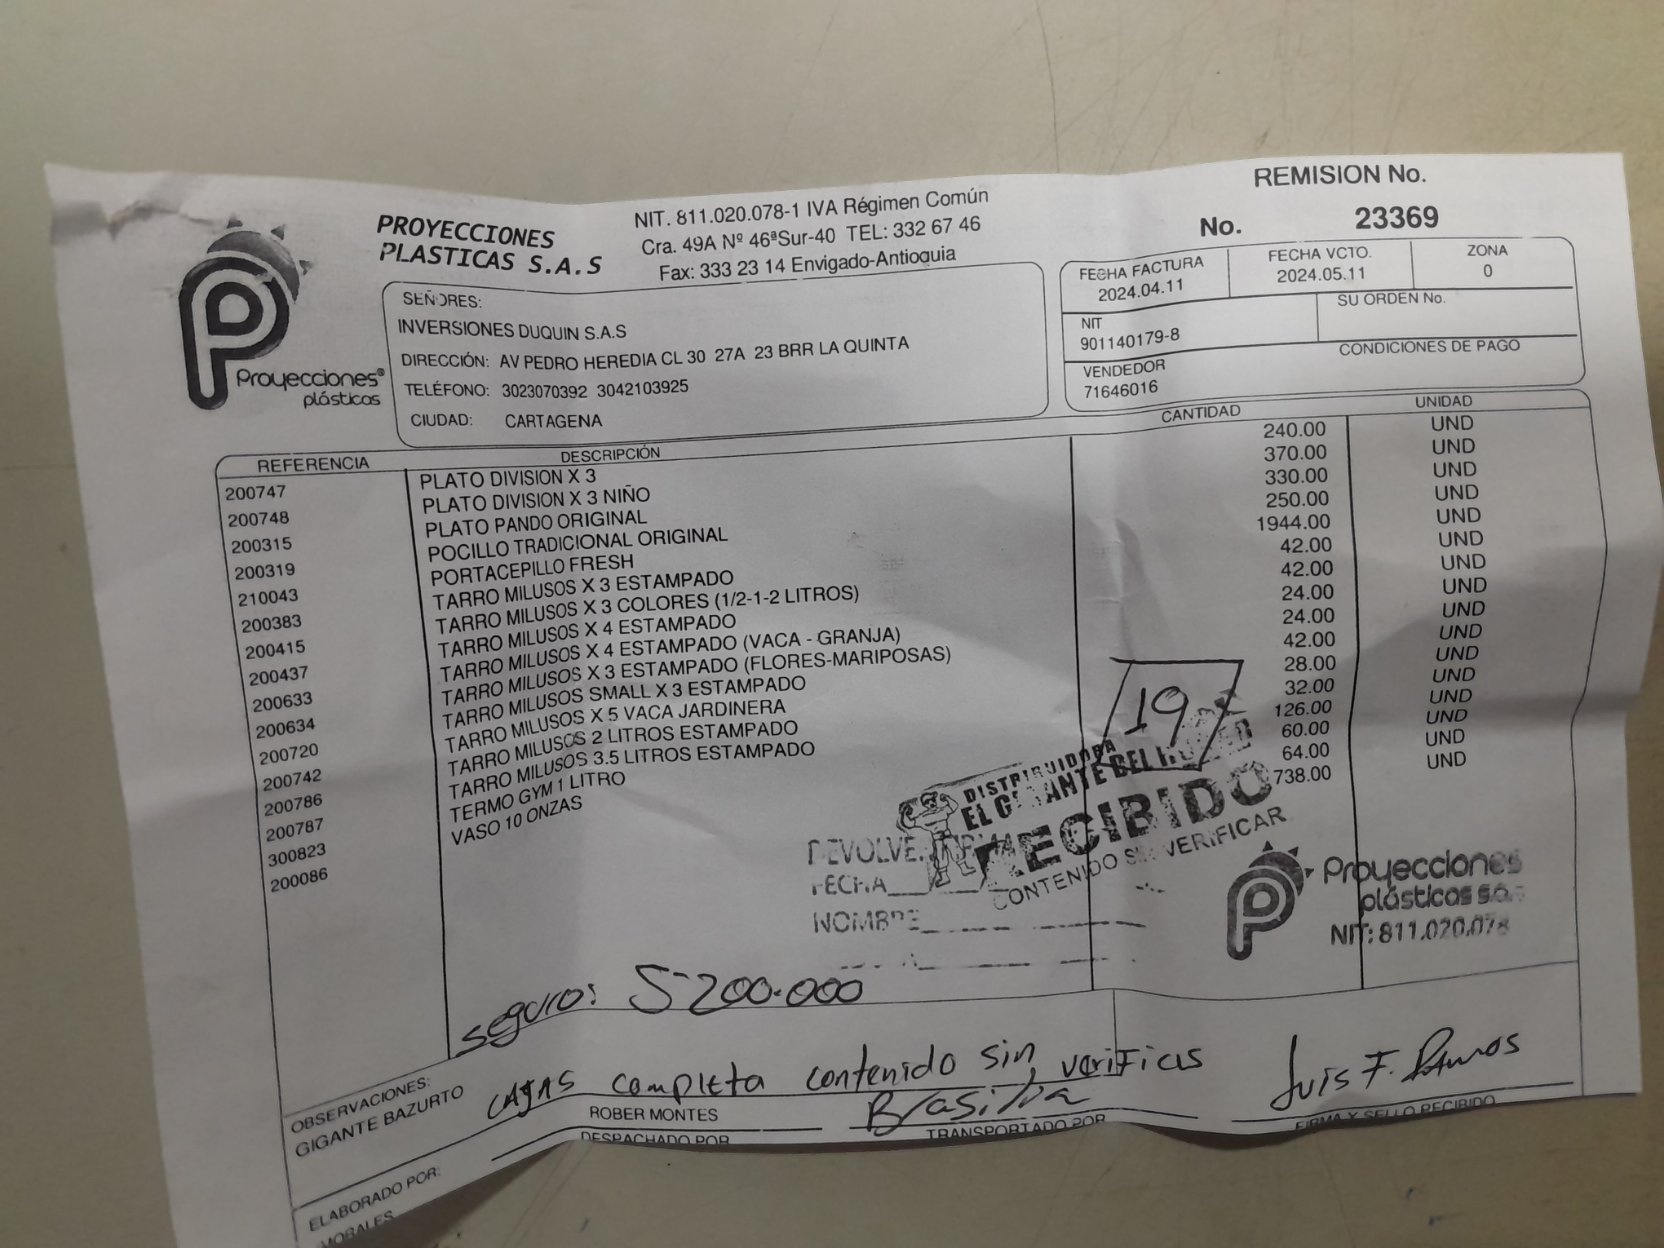 REMISION No.
No. 23369
PROYECCIONES
PLASTICAS S.A.S
NIT. 811.020.078-1 IVA Régimen Común
Cra. 49A Nº 46ªSur-40 TEL: 332 67 46
Fax: 333 23 14 Envigado-Antioquia
Proyecciones®
plásticos
SEÑORES:
INVERSIONES DUQUIN S.A.S
DIRECCIÓN: AV PEDRO HEREDIA CL 30 27A 23 BRR LA QUINTA
TELÉFONO: 3023070392 3042103925
CIUDAD: CARTAGENA
FECHA FACTURA FECHA VCTO. ZONA
2024.04.11 2024.05.11 0
NIT SU ORDEN No.
901140179-8
VENDEDOR CONDICIONES DE PAGO
71646016
REFERENCIA DESCRIPCIÓN CANTIDAD UNIDAD
200747 PLATO DIVISION X 3 240.00 UND
200748 PLATO DIVISION X 3 NIÑO 370.00 UND
200315 PLATO PANDO ORIGINAL 330.00 UND
200319 POCILLO TRADICIONAL ORIGINAL 250.00 UND
210043 PORTACEPILLO FRESH 1944.00 UND
200383 TARRO MILUSOS X 3 ESTAMPADO 42.00 UND
200415 TARRO MILUSOS X 3 COLORES (1/2-1-2 LITROS) 42.00 UND
200437 TARRO MILUSOS X 4 ESTAMPADO 24.00 UND
200633 TARRO MILUSOS X 4 ESTAMPADO (VACA - GRANJA) 24.00 UND
200634 TARRO MILUSOS X 3 ESTAMPADO (FLORES-MARIPOSAS) 42.00 UND
200720 TARRO MILUSOS SMALL X 3 ESTAMPADO 28.00 UND
200742 TARRO MILUSOS X 5 VACA JARDINERA 32.00 UND
200786 TARRO MILUSOS 2 LITROS ESTAMPADO 126.00 UND
200787 TARRO MILUSOS 3.5 LITROS ESTAMPADO 60.00 UND
300823 TERMO GYM 1 LITRO 64.00 UND
200086 VASO 10 ONZAS 738.00
19
DISTRIBUIDORA
EL GIGANTE DEL
RECIBIDO
CONTENIDO SIN VERIFICAR
FECHA
NOMBRE
Proyecciones
plásticas s.a.s
NIT: 811.020.078
seguro: 5'200.000
OBSERVACIONES:
GIGANTE BAZURTO
CAJAS completa contenido sin verificas
Luis F. Ramos
ROBER MONTES Brasilia
DESPACHADO POR TRANSPORTADO POR FIRMA Y SELLO RECIBIDO
ELABORADO POR:
MORALES